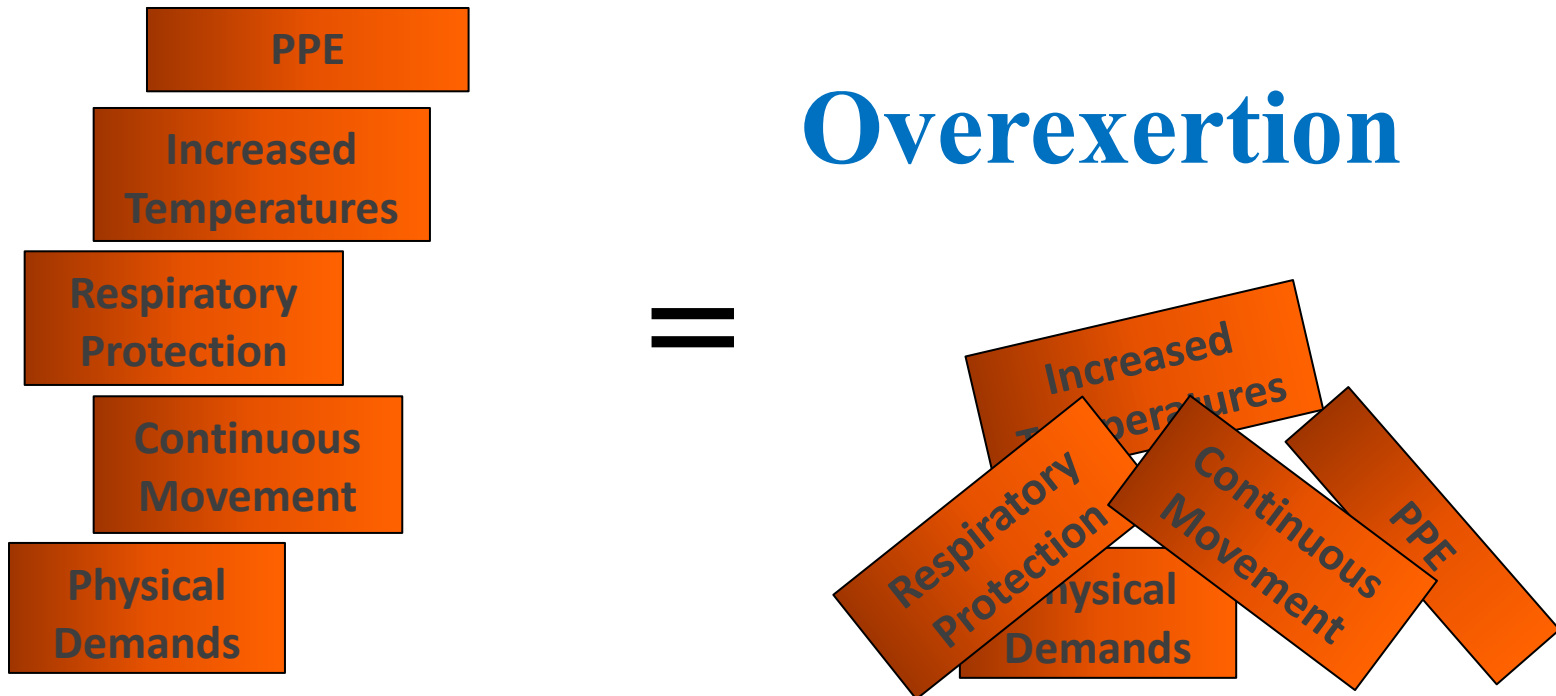 PPE
Increased
Temperatures
Respiratory
Protection
Continuous
Movement
Physical
Demands
=
Overexertion
Increased
Respiratory
Protection
Continuous
Movement
PPE
Demands